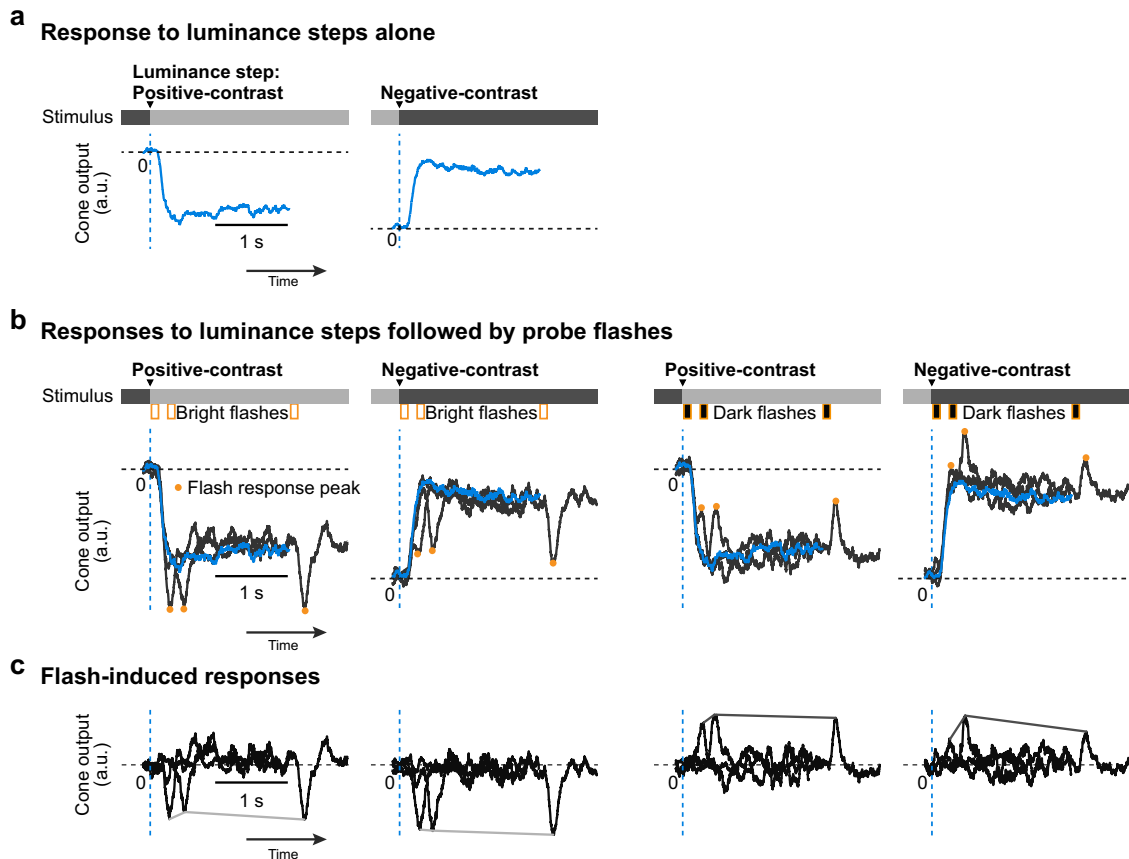 a
Response to luminance steps alone
Luminance step:
Positive-contrast
Negative-contrast
Stimulus
Cone output
(a.u.)
0
1 s
Time
0
b
Responses to luminance steps followed by probe flashes
Positive-contrast
Negative-contrast
Positive-contrast
Negative-contrast
Stimulus
Bright flashes
Bright flashes
Dark flashes
Dark flashes
Cone output
(a.u.)
0
Flash response peak
1 s
Time
0
0
0
c
Flash-induced responses
Cone output
(a.u.)
0
1 s
Time
0
0
0